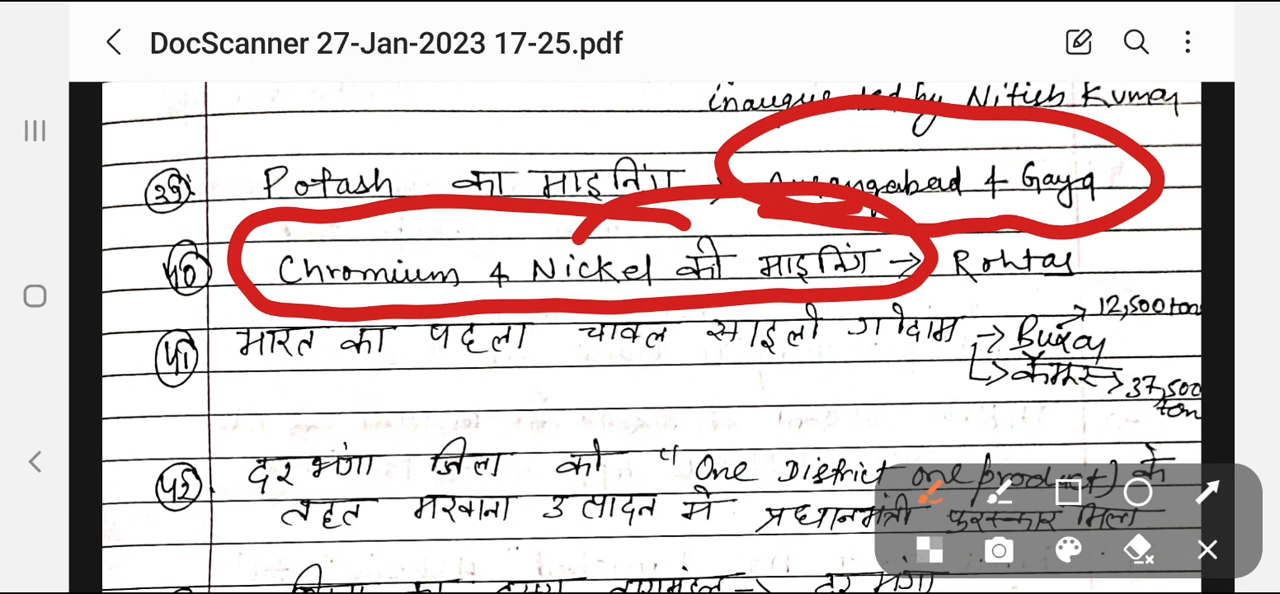 DocScanner 27-Jan-2023 17-25.pdf
by Nitish Kumar
39 Potash का माइनिंग → & Gaya
40 Chromium & Nickel की माइनिंग → Rohtas
41 भारत का पहला चावल साइलो गोदाम → Buxar → 12,500 ton
→ कैमूर → 37,500 ton
42 दरभंगा जिला को "One District one product) के
तहत मखाना उत्पादन में प्रधानमंत्री पुरस्कार मिला